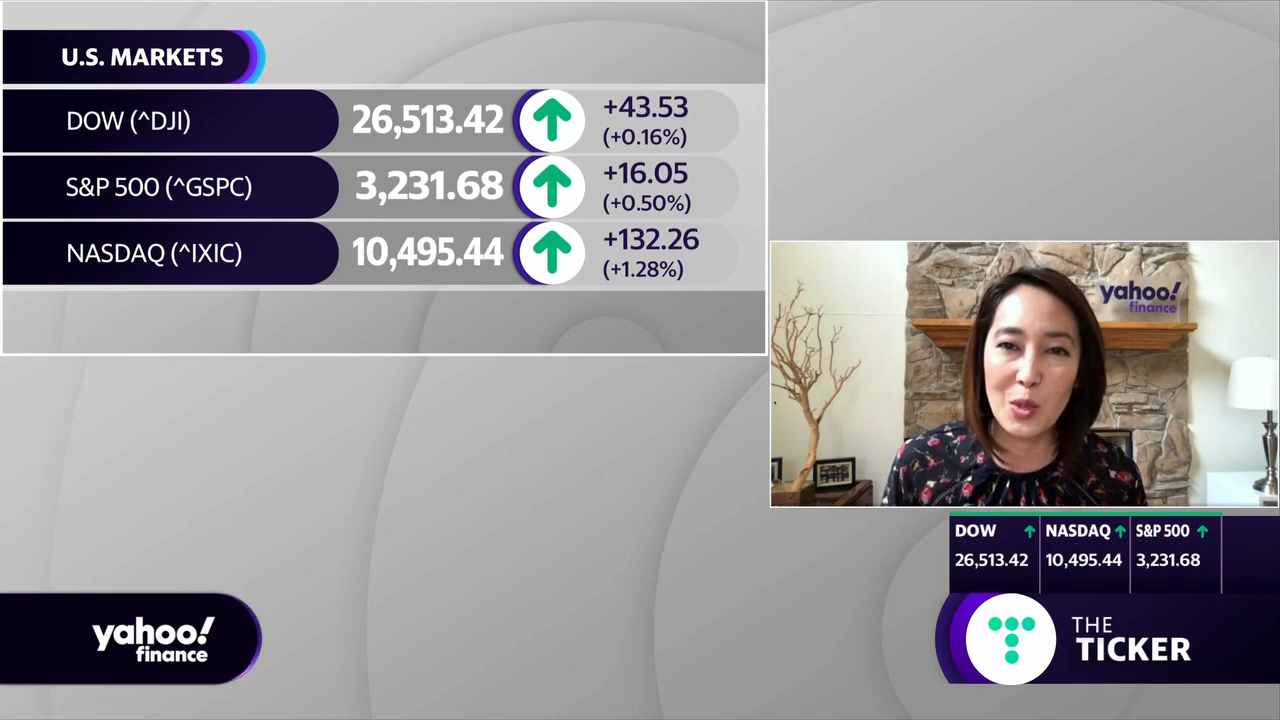 U.S. MARKETS
DOW (^DJI) 26,513.42 +43.53 (+0.16%)
S&P 500 (^GSPC) 3,231.68 +16.05 (+0.50%)
NASDAQ (^IXIC) 10,495.44 +132.26 (+1.28%)
yahoo!
finance
DOW NASDAQ S&P 500
26,513.42 10,495.44 3,231.68
yahoo!
finance
THE
TICKER